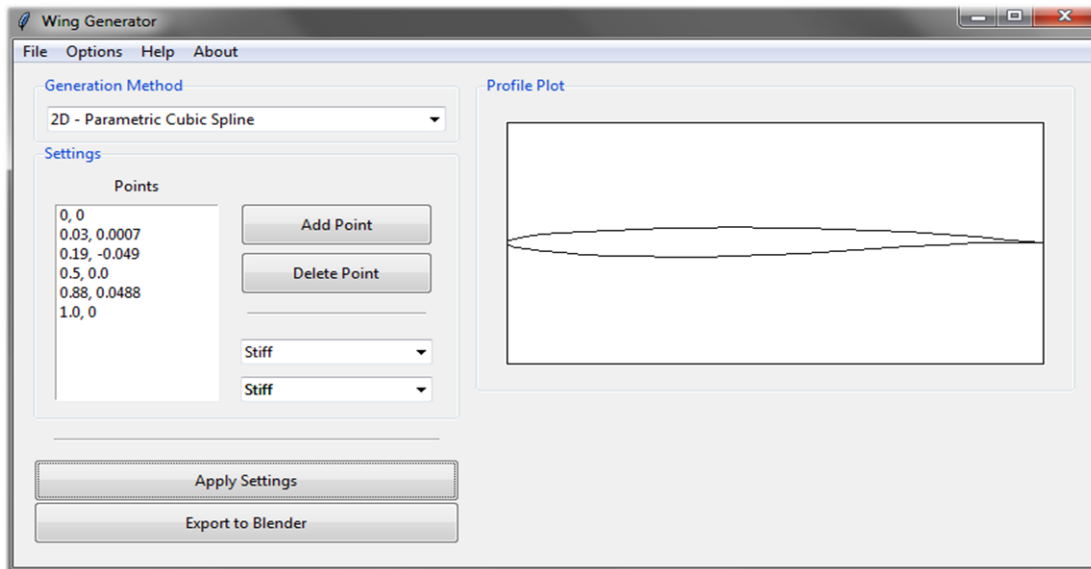 Wing Generator
File Options Help About
Generation Method
2D - Parametric Cubic Spline
Settings
Points
0, 0
0.03, 0.0007
0.19, -0.049
0.5, 0.0
0.88, 0.0488
1.0, 0
Add Point
Delete Point
Stiff
Stiff
Apply Settings
Export to Blender
Profile Plot